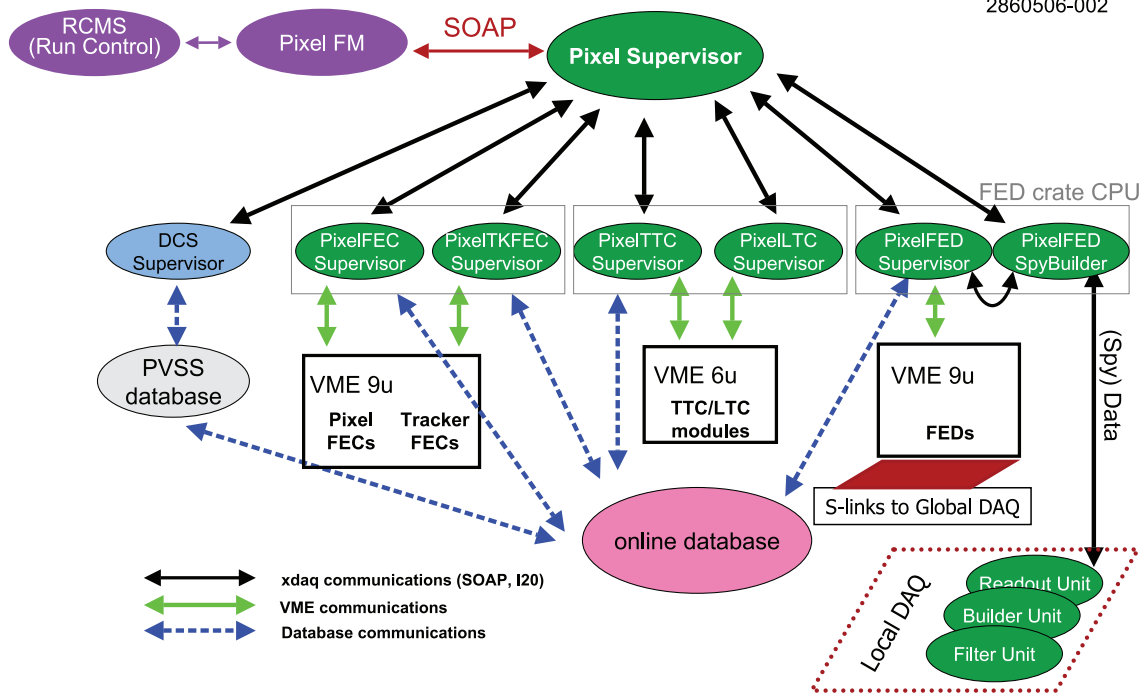 2860506-002
RCMS
(Run Control)
Pixel FM
SOAP
Pixel Supervisor
FED crate CPU
DCS
Supervisor
PixelFEC
Supervisor
PixelTKFEC
Supervisor
PixelTTC
Supervisor
PixelLTC
Supervisor
PixelFED
Supervisor
PixelFED
SpyBuilder
PVSS
database
VME 9u
Pixel
FECs
Tracker
FECs
VME 6u
TTC/LTC
modules
VME 9u
FEDs
(Spy) Data
S-links to Global DAQ
online database
xdaq communications (SOAP, I20)
VME communications
Database communications
Local DAQ
Readout Unit
Builder Unit
Filter Unit